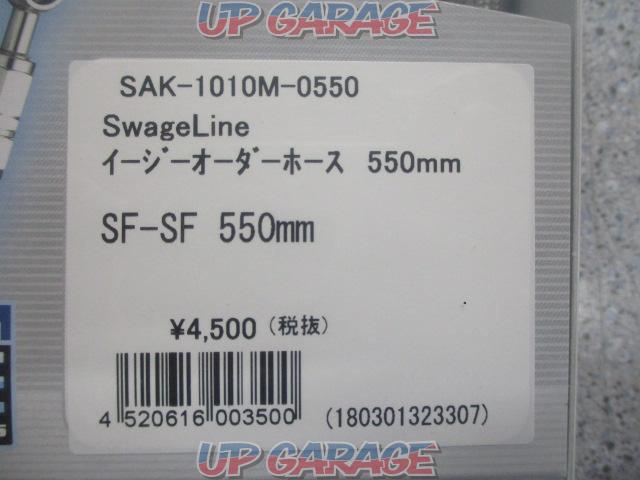 UP GARAGE
SAK-1010M-0550
SwageLine
イージーオーダーホース 550mm
SF-SF 550mm
¥4,500 (税抜)
4 520616 003500 (180301323307)
UP GARAGE